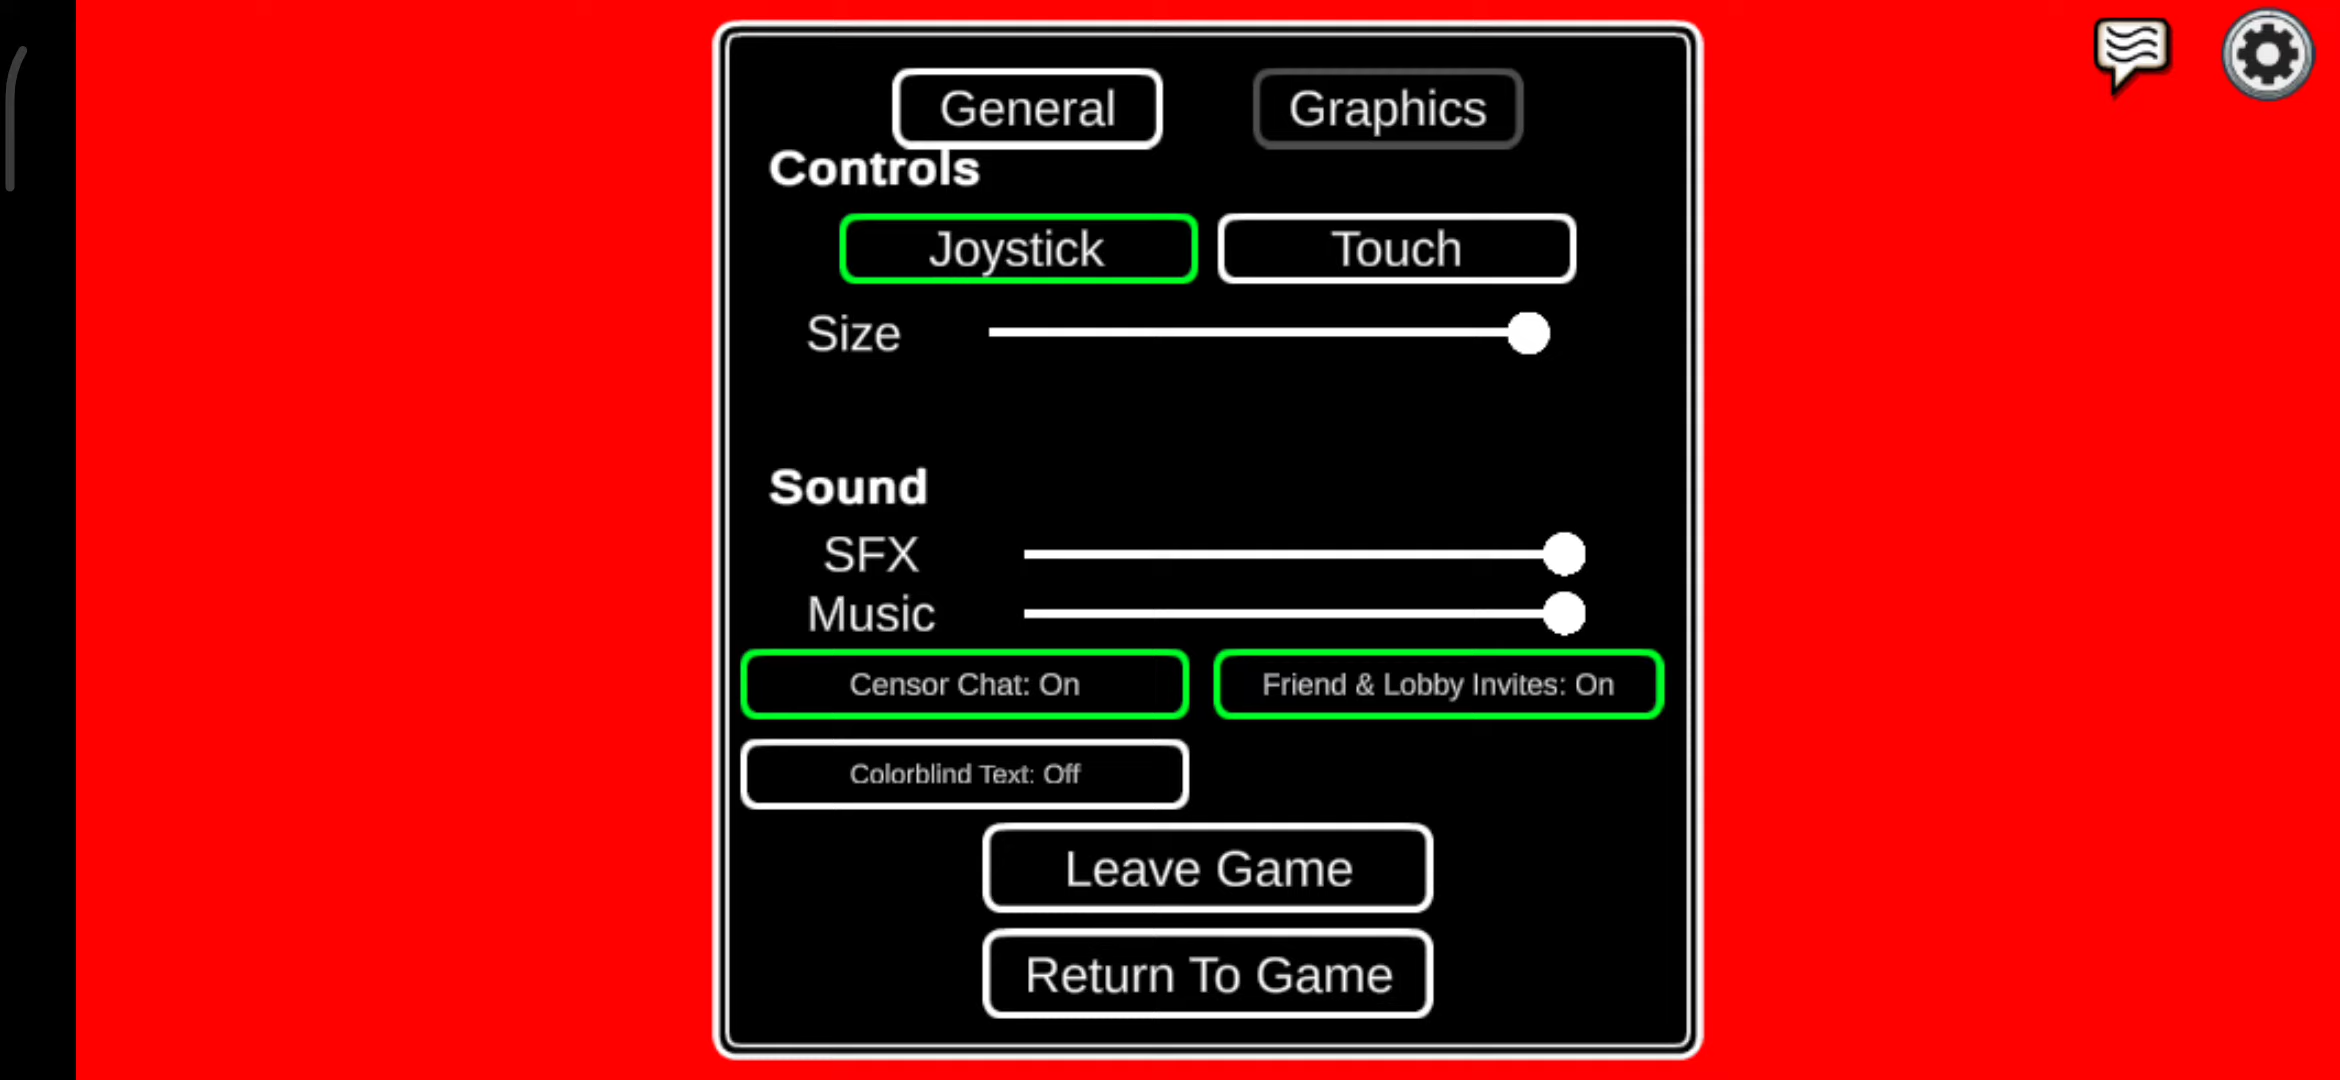 General Graphics
Controls
Joystick Touch
Size
Sound
SFX
Music
Censor Chat: On Friend & Lobby Invites: On
Colorblind Text: Off
Leave Game
Return To Game